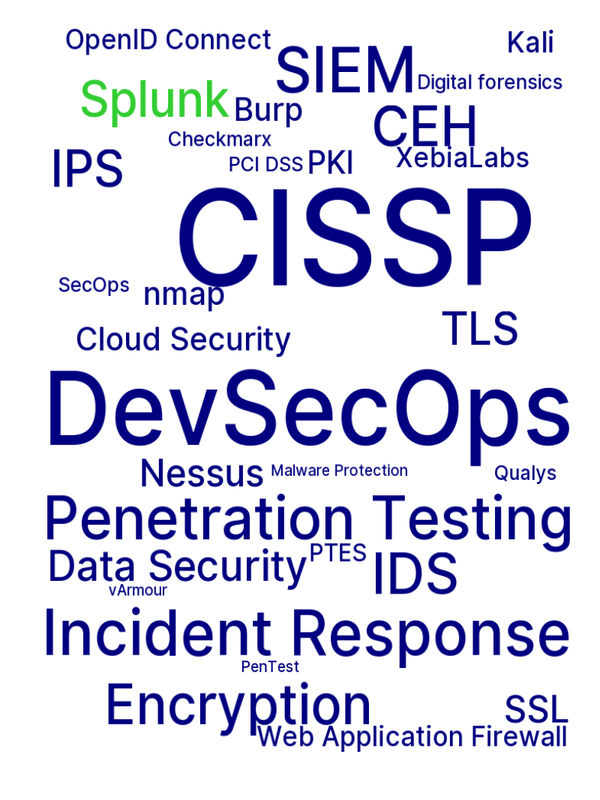 OpenID Connect
Kali
SIEM
Digital forensics
Splunk
Burp
CEH
Checkmarx
IPS
PCI DSS
PKI
XebiaLabs
CISSP
SecOps
nmap
TLS
Cloud Security
DevSecOps
Nessus
Malware Protection
Qualys
Penetration Testing
Data Security
PTES
IDS
vArmour
Incident Response
PenTest
Encryption
SSL
Web Application Firewall